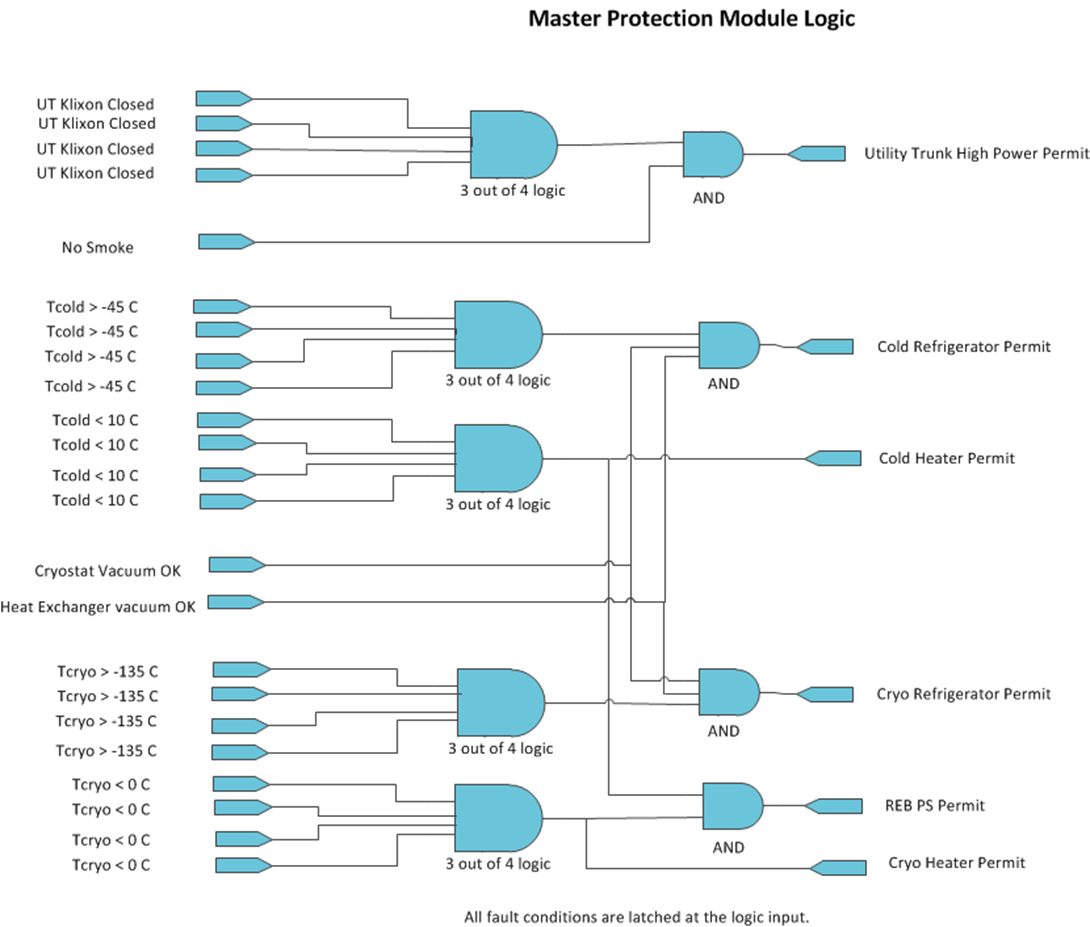 Master Protection Module Logic
UT Klixon Closed
UT Klixon Closed
UT Klixon Closed
UT Klixon Closed
3 out of 4 logic
AND
Utility Trunk High Power Permit
No Smoke
Tcold > -45 C
Tcold > -45 C
Tcold > -45 C
Tcold > -45 C
3 out of 4 logic
AND
Cold Refrigerator Permit
Tcold < 10 C
Tcold < 10 C
Tcold < 10 C
Tcold < 10 C
3 out of 4 logic
Cold Heater Permit
Cryostat Vacuum OK
Heat Exchanger vacuum OK
Tcryo > -135 C
Tcryo > -135 C
Tcryo > -135 C
Tcryo > -135 C
3 out of 4 logic
AND
Cryo Refrigerator Permit
Tcryo < 0 C
Tcryo < 0 C
Tcryo < 0 C
Tcryo < 0 C
3 out of 4 logic
AND
REB PS Permit
Cryo Heater Permit
All fault conditions are latched at the logic input.